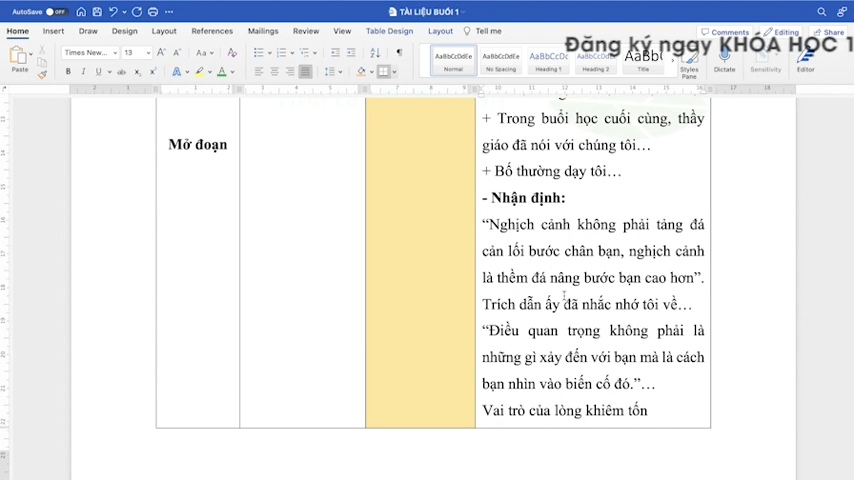 AutoSave OFF TÀI LIỆU BUỔI 1
Home Insert Draw Design Layout References Mailings Review View Table Design Layout Tell me
Comments Editing
Đăng ký ngay KHÓA HỌC 1
Paste Times New... 13 Aa
AaBbCcDdEe AaBbCcDdEe AaBbCcDdEe AaBbCcDdEe AaBbC
Normal No Spacing Heading 1 Heading 2 Title
Styles Pane Dictate Sensitivity Editor
Mở đoạn
+ Trong buổi học cuối cùng, thầy
giáo đã nói với chúng tôi…
+ Bố thường dạy tôi…
- Nhận định:
“Nghịch cảnh không phải tảng đá
cản lối bước chân bạn, nghịch cảnh
là thềm đá nâng bước bạn cao hơn”.
Trích dẫn ấy đã nhắc nhớ tôi về…
“Điều quan trọng không phải là
những gì xảy đến với bạn mà là cách
bạn nhìn vào biến cố đó.”…
Vai trò của lòng khiêm tốn